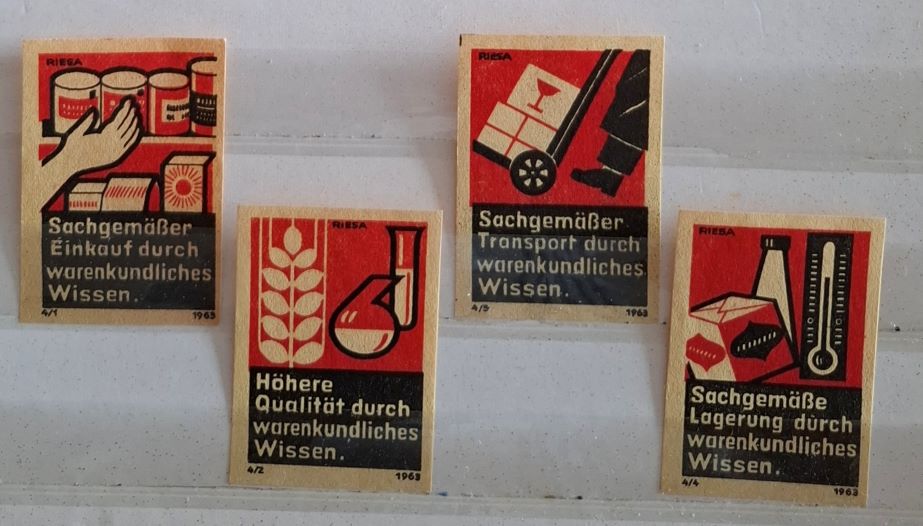 RIESA
Sachgemäßer
Einkauf durch
warenkundliches
Wissen.
4/1 1963
RIESA
Höhere
Qualität durch
warenkundliches
Wissen.
4/2 1963
RIESA
Sachgemäßer
Transport durch
warenkundliches
Wissen.
4/3 1963
RIESA
Sachgemäße
Lagerung durch
warenkundliches
Wissen.
4/4 1963